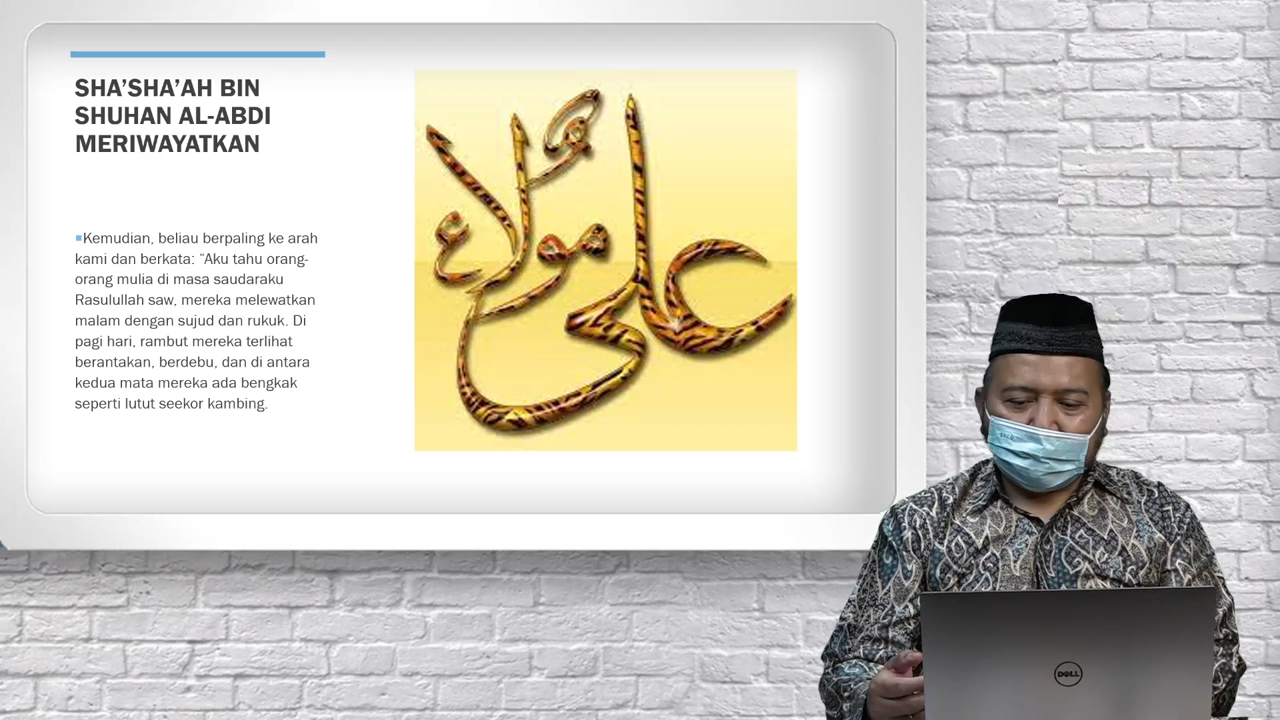 SHA’SHA’AH BIN
SHUHAN AL-ABDI
MERIWAYATKAN
Kemudian, beliau berpaling ke arah
kami dan berkata: “Aku tahu orang-
orang mulia di masa saudaraku
Rasulullah saw, mereka melewatkan
malam dengan sujud dan rukuk. Di
pagi hari, rambut mereka terlihat
berantakan, berdebu, dan di antara
kedua mata mereka ada bengkak
seperti lutut seekor kambing.
علي مولاه
DELL